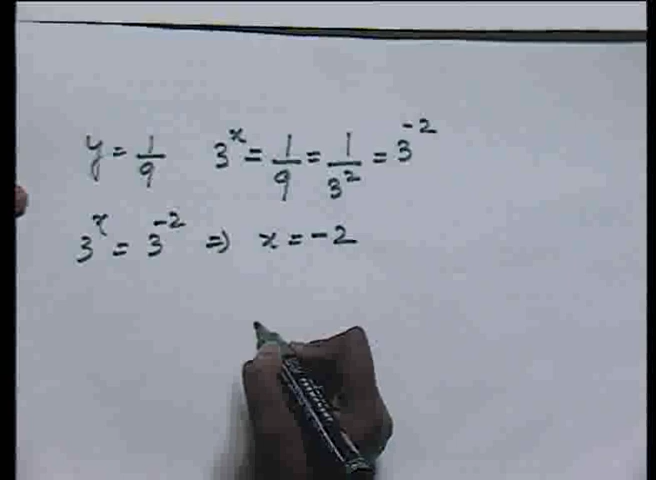 y = 1/9 3^x = 1/9 = 1/3^2 = 3^-2
3^x = 3^-2 ⇒ x = -2